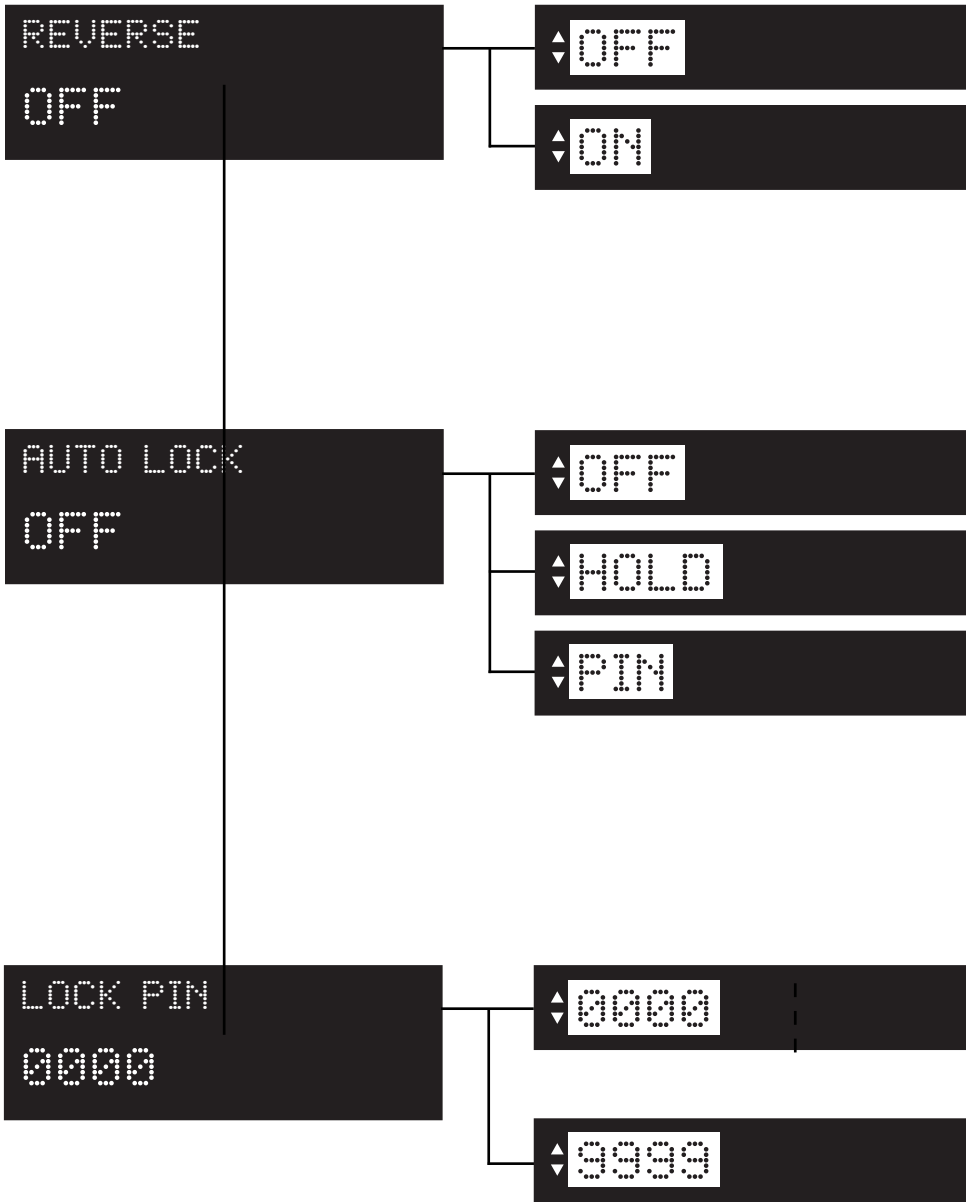 REVERSE
OFF
OFF
ON
AUTO LOCK
OFF
OFF
HOLD
PIN
LOCK PIN
0000
0000
9999